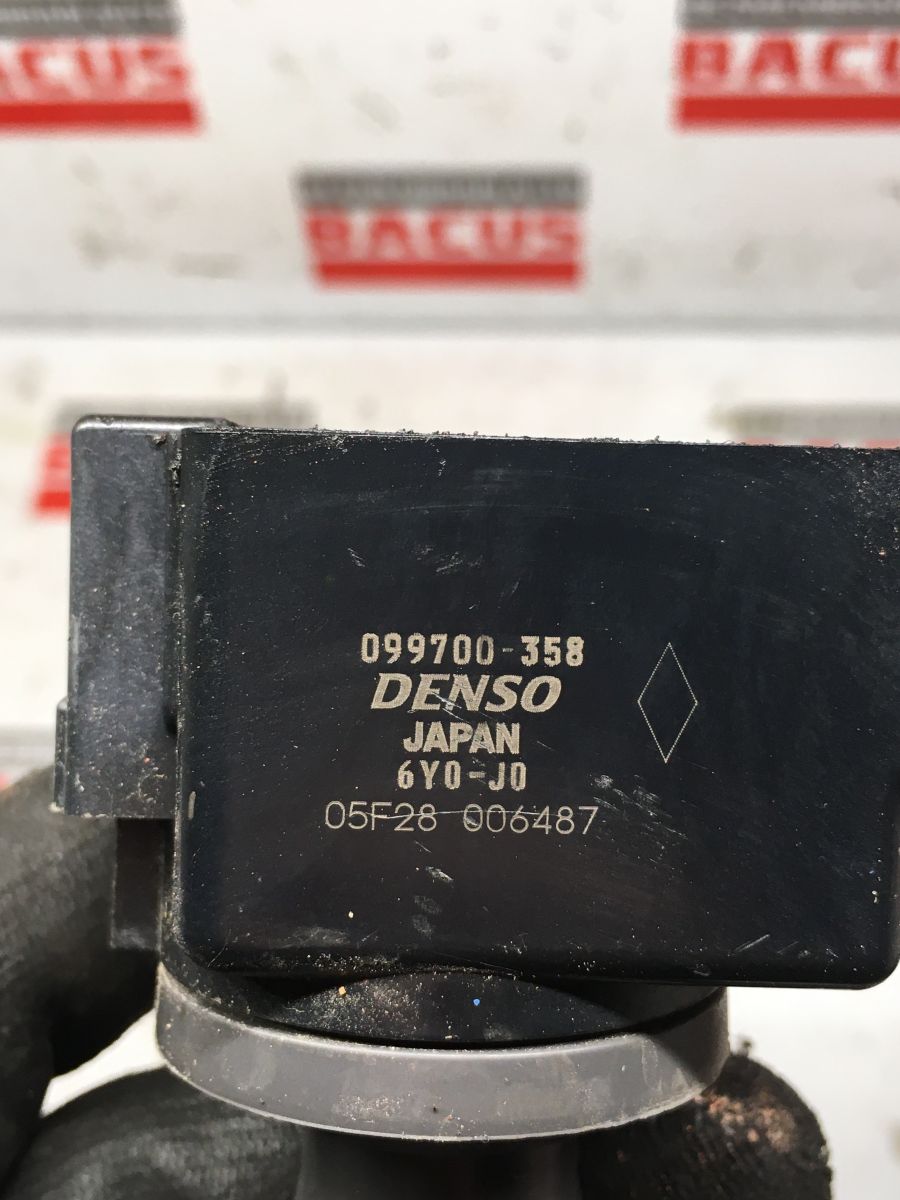 BACUS
BACUS
BACUS
099700-358
DENSO
JAPAN
6Y0-J0
05F28 006487